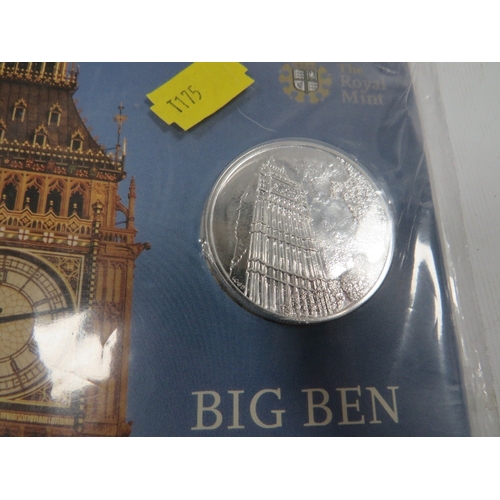 T175
The
Royal
Mint
BIG BEN